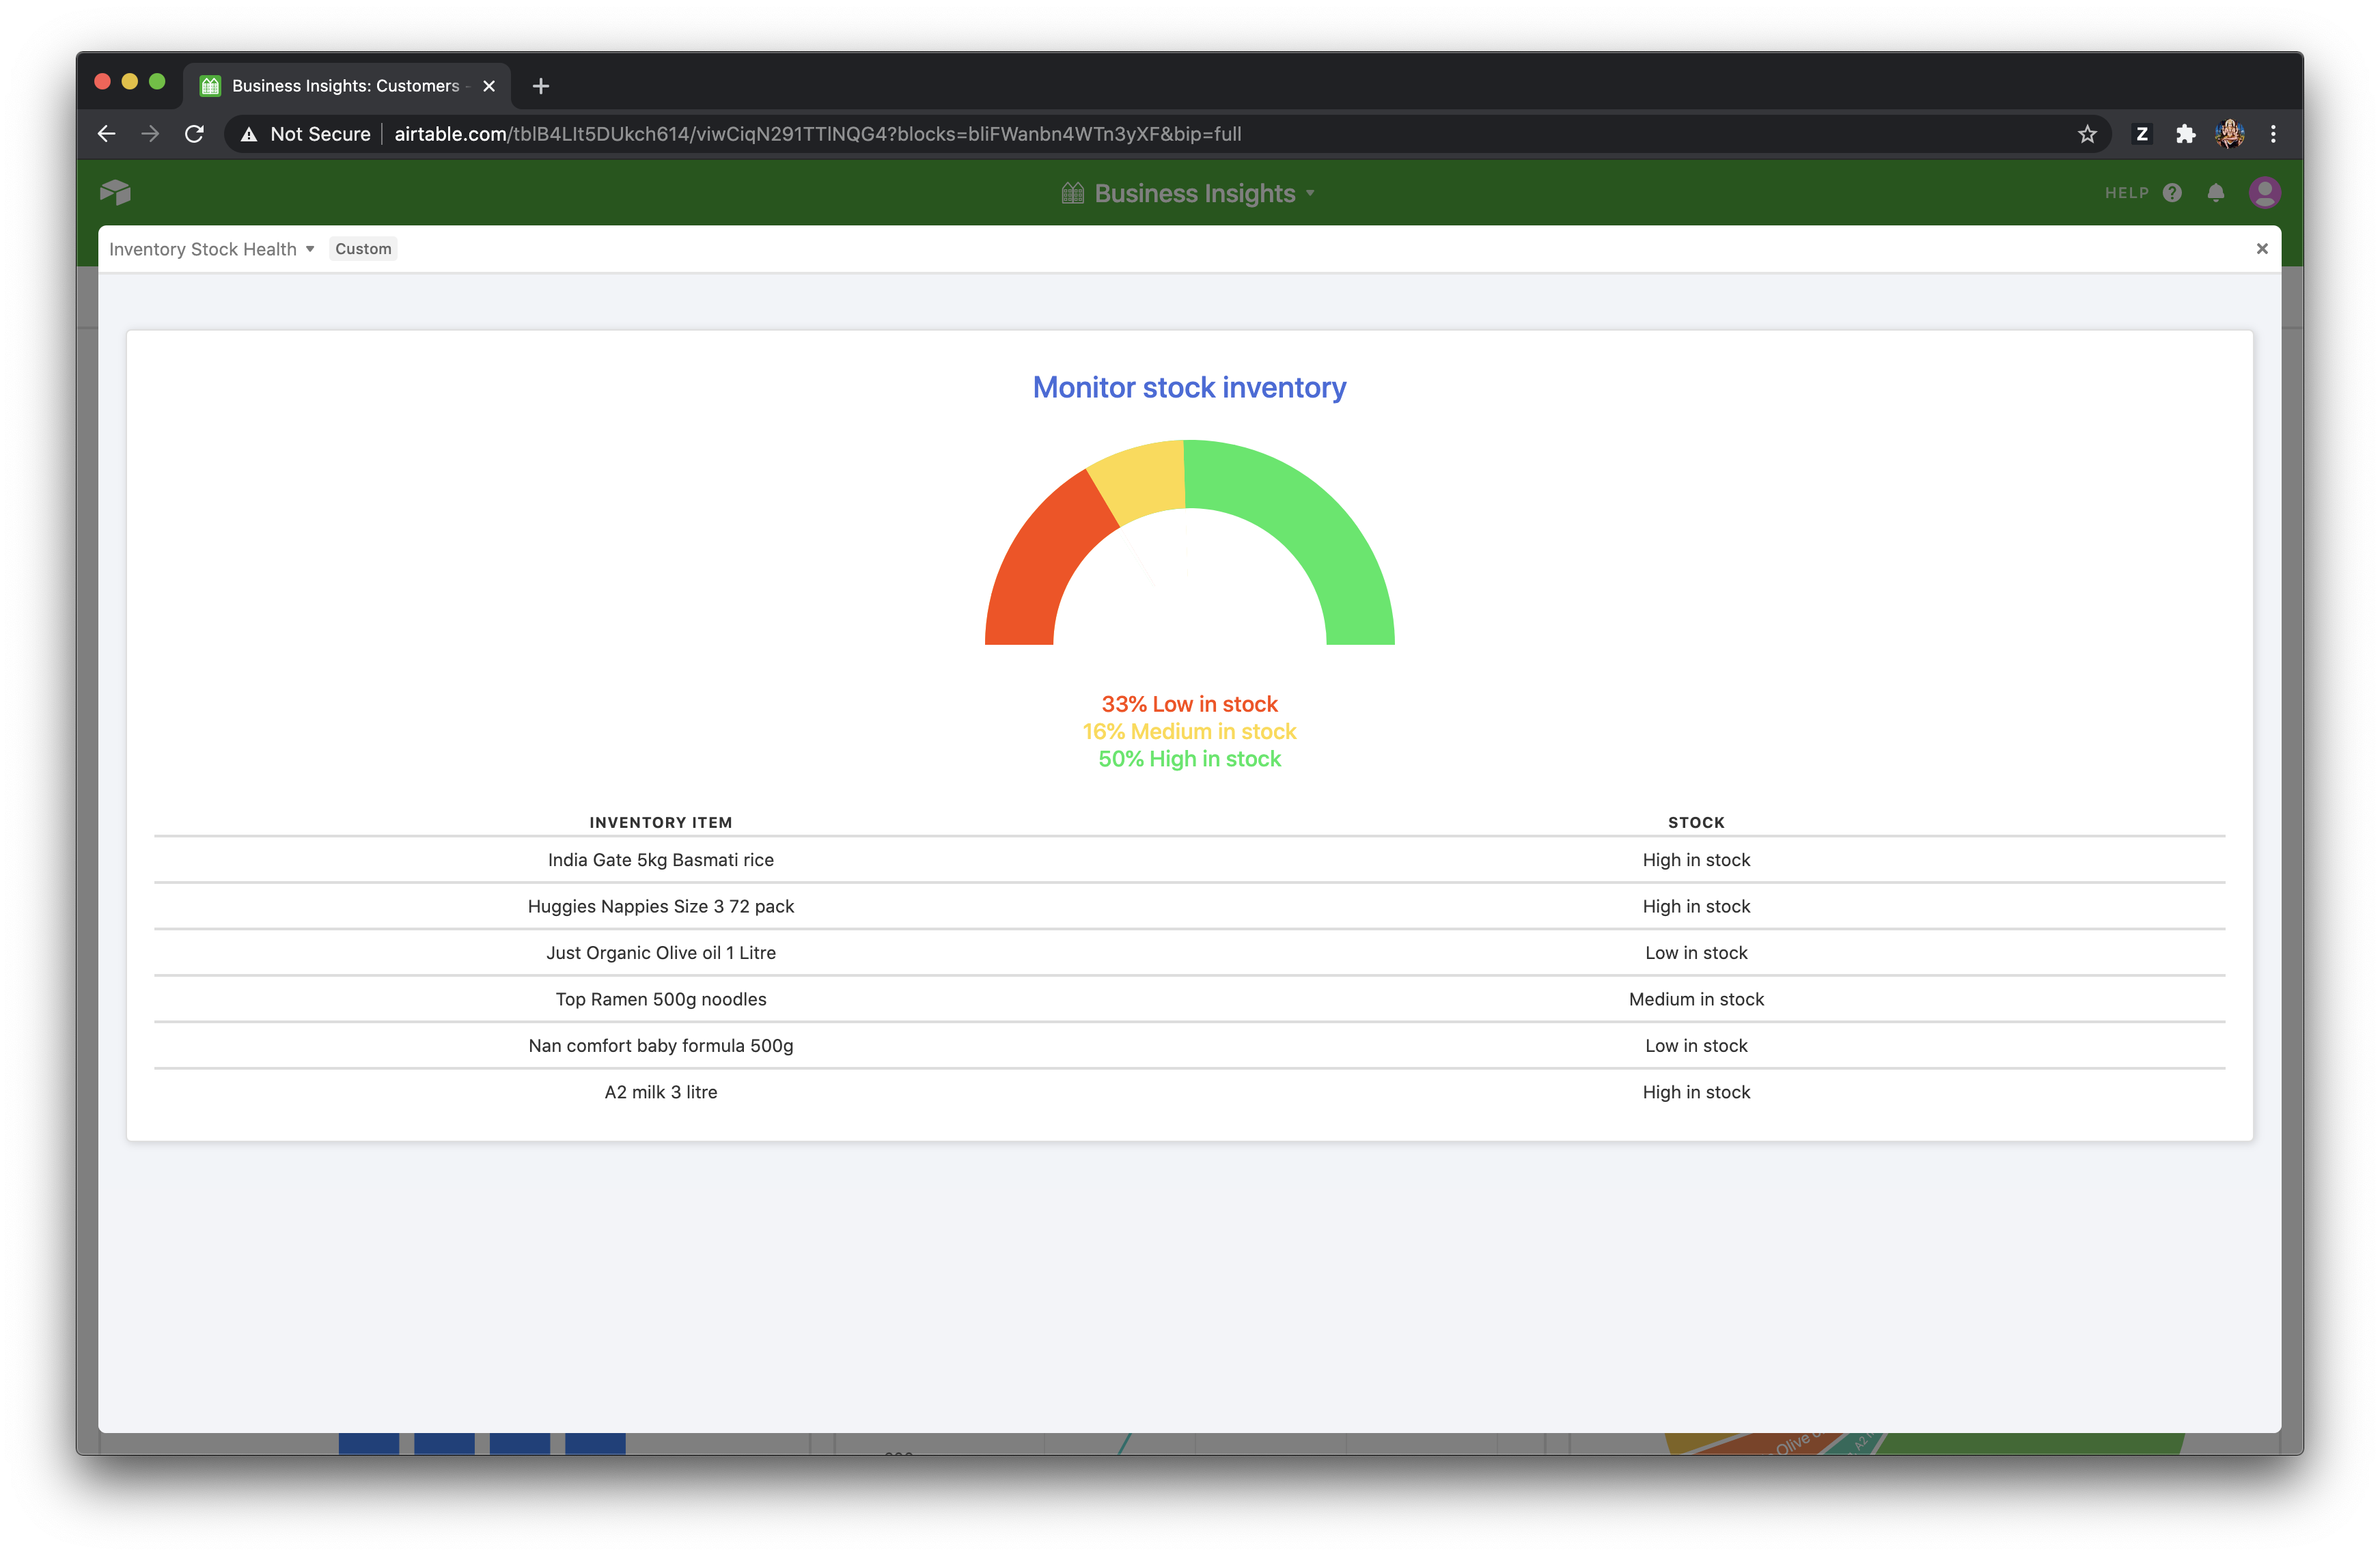 Business Insights: Customers -
Not Secure airtable.com/tblB4LIt5DUkch614/viwCiqN291TTlNQG4?blocks=bliFWanbn4WTn3yXF&bip=full
Z
Business Insights
HELP
Inventory Stock Health Custom
Monitor stock inventory
33% Low in stock
16% Medium in stock
50% High in stock
INVENTORY ITEM STOCK
India Gate 5kg Basmati rice High in stock
Huggies Nappies Size 3 72 pack High in stock
Just Organic Olive oil 1 Litre Low in stock
Top Ramen 500g noodles Medium in stock
Nan comfort baby formula 500g Low in stock
A2 milk 3 litre High in stock
Olive
A2